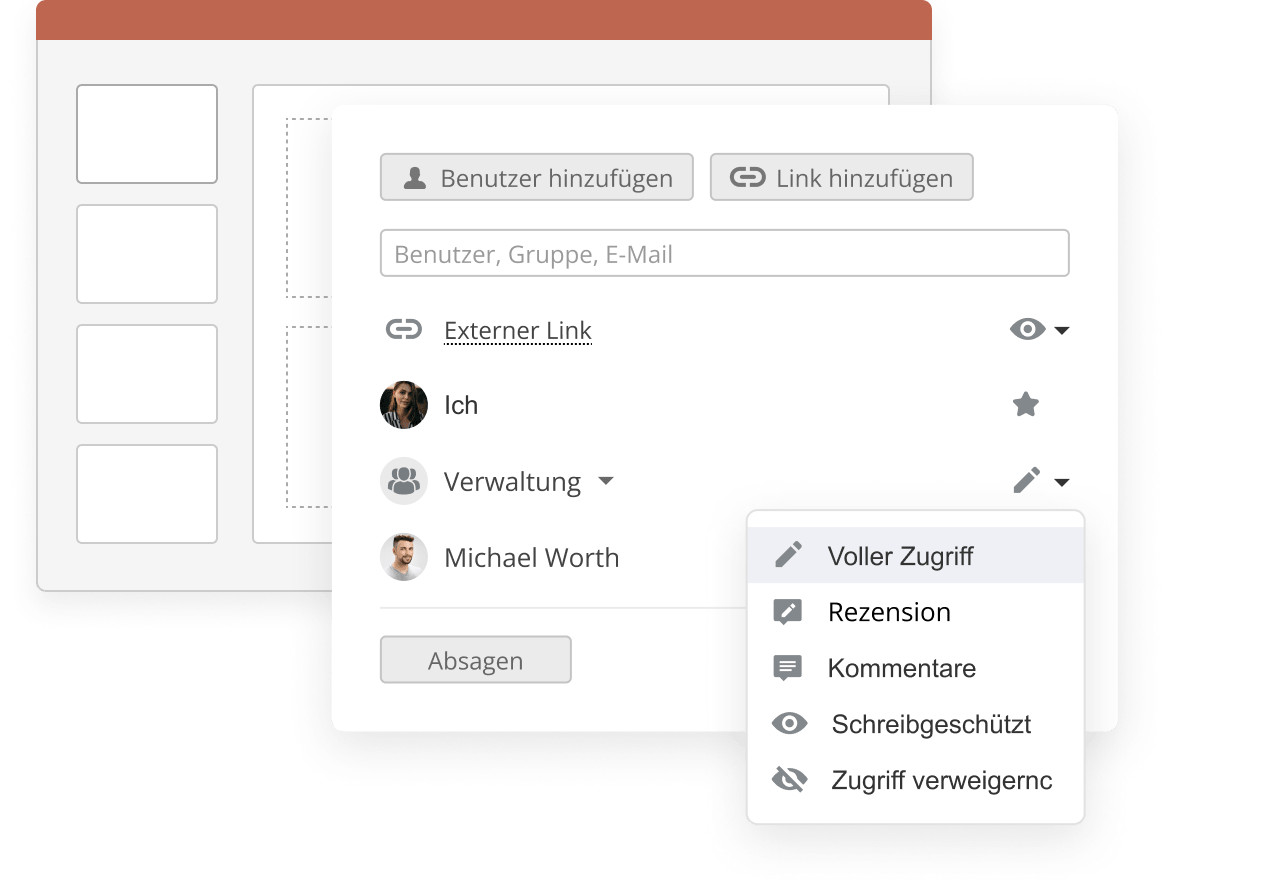 Benutzer hinzufügen
Link hinzufügen
Benutzer, Gruppe, E-Mail
Externer Link
Ich
Verwaltung
Michael Worth
Voller Zugriff
Rezension
Kommentare
Schreibgeschützt
Zugriff verweigernc
Absagen